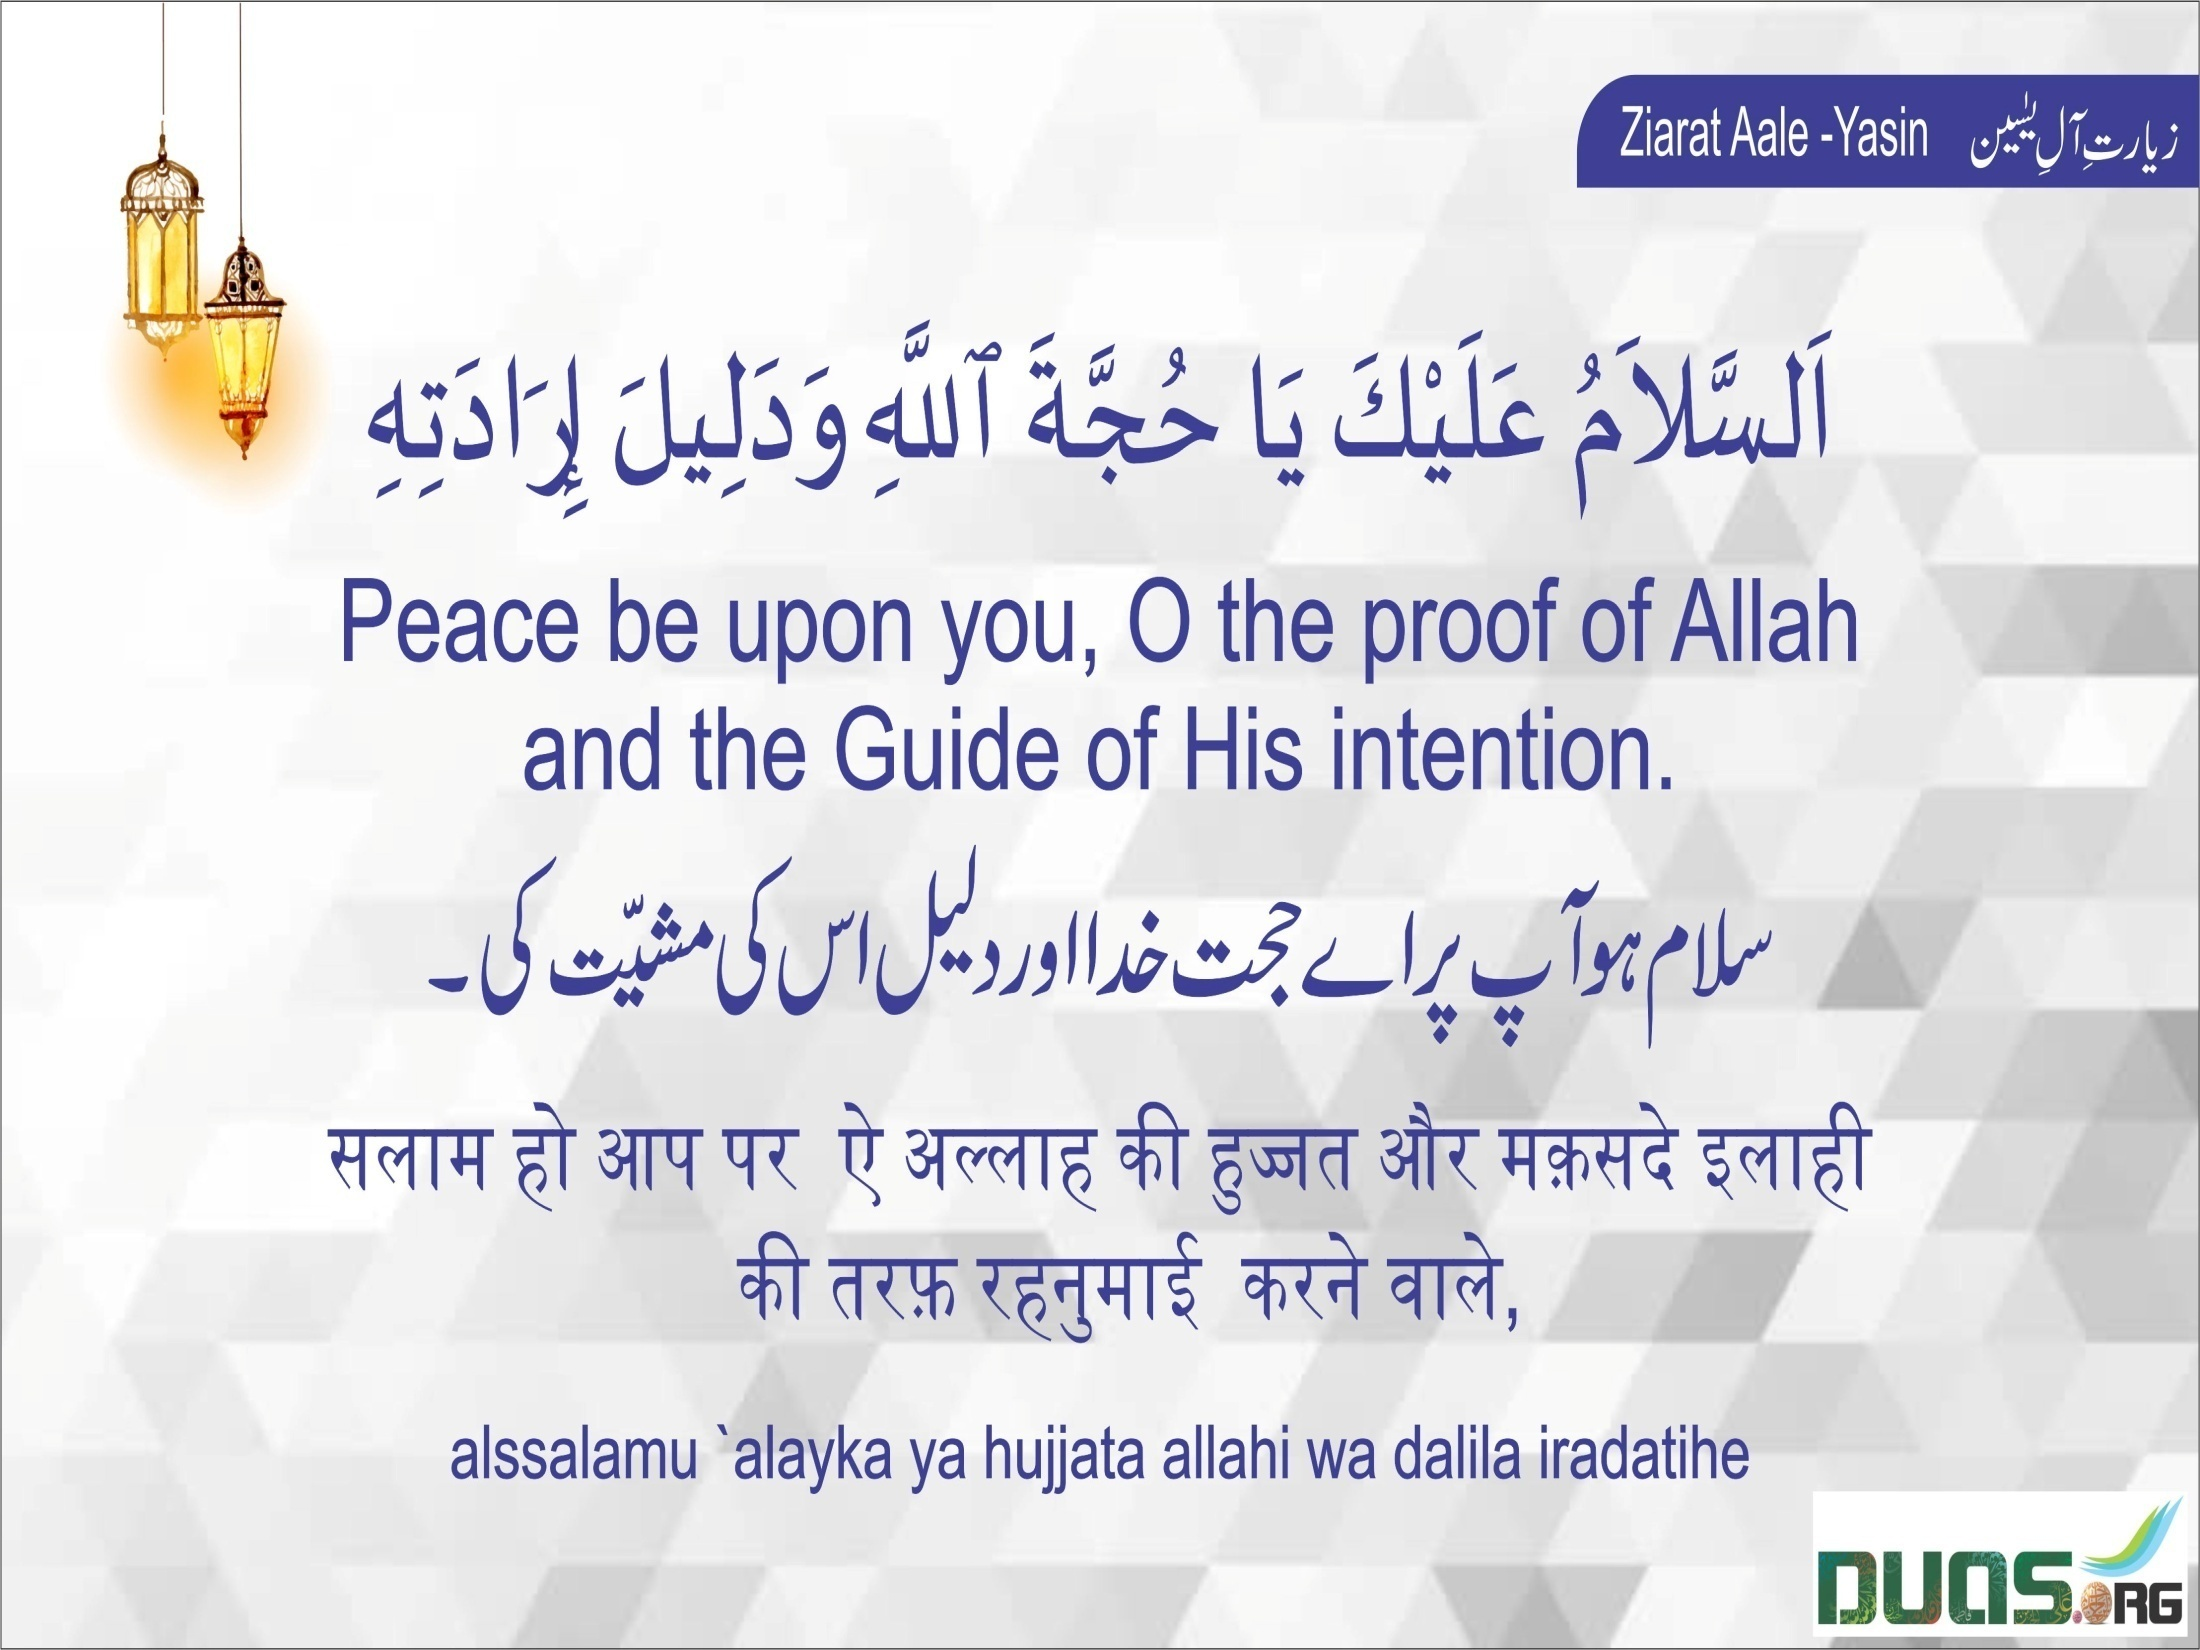 Ziarat Aale -Yasin زیارتِ آلِ یٰسین
اَلسَّلاَمُ عَلَيْكَ يَا حُجَّةَ ٱللَّهِ وَدَلِيلَ إِرَادَتِهِ
Peace be upon you, O the proof of Allah
and the Guide of His intention.
سلام ہو آپ پر اے حجت خدا اور دلیل اس کی مشیّت کی۔
सलाम हो आप पर ऐ अल्लाह की हुज्जत और मक़सदे इलाही
की तरफ़ रहनुमाई करने वाले,
alssalamu `alayka ya hujjata allahi wa dalila iradatihe
DUAS.ORG